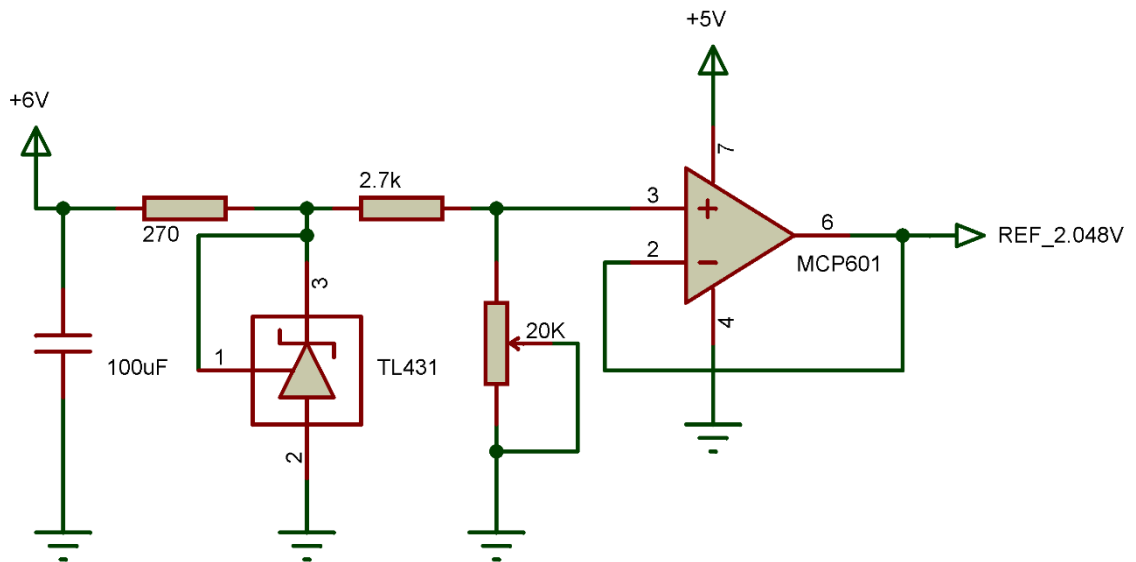 +5V
+6V
7
2.7k
3
270
6
REF_2.048V
2
MCP601
3
4
20K
1
100uF
TL431
2